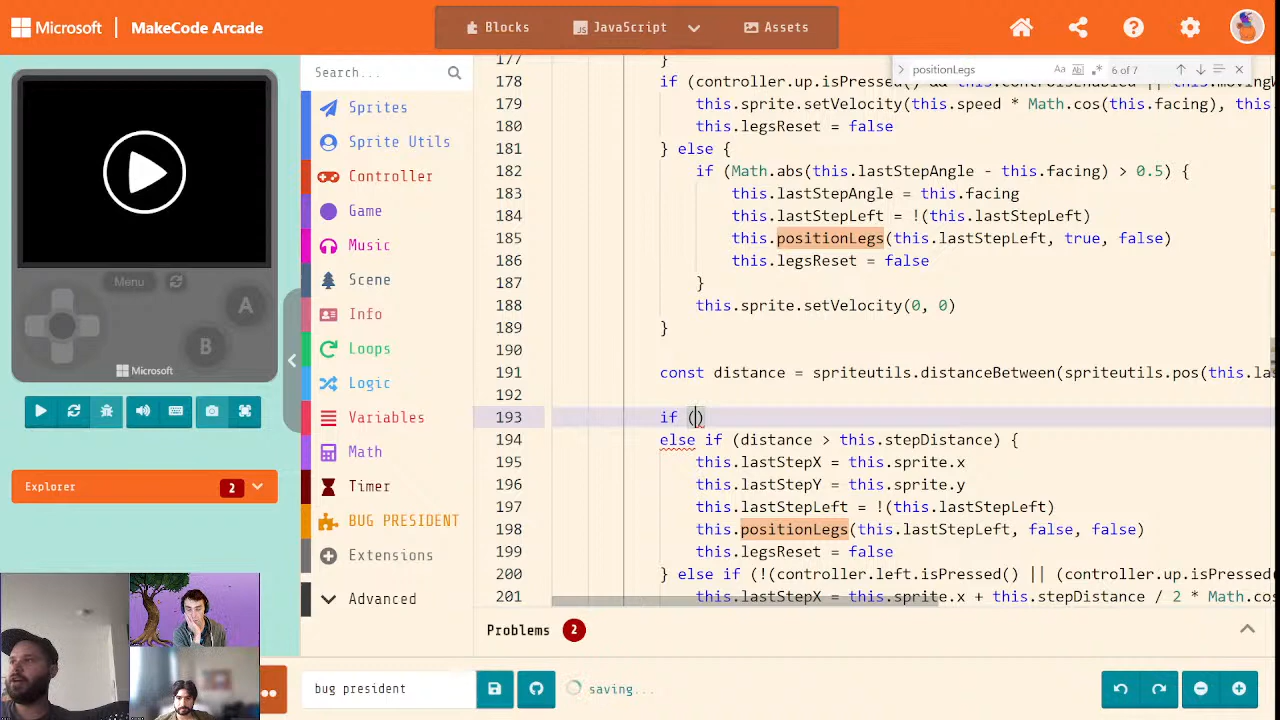 Microsoft
MakeCode Arcade
Blocks
JavaScript
Assets
Menu
A
B
Microsoft
Explorer
2
Search...
Sprites
Sprite Utils
Controller
Game
Music
Scene
Info
Loops
Logic
Variables
Math
Timer
BUG PRESIDENT
Extensions
Advanced
positionLegs
6 of 7
177 }
178 if (controller.up.isPressed() && this.controlsEnabled || this.moving
179 this.sprite.setVelocity(this.speed * Math.cos(this.facing), this
180 this.legsReset = false
181 } else {
182 if (Math.abs(this.lastStepAngle - this.facing) > 0.5) {
183 this.lastStepAngle = this.facing
184 this.lastStepLeft = !(this.lastStepLeft)
185 this.positionLegs(this.lastStepLeft, true, false)
186 this.legsReset = false
187 }
188 this.sprite.setVelocity(0, 0)
189 }
190
191 const distance = spriteutils.distanceBetween(spriteutils.pos(this.la
192
193 if ()
194 else if (distance > this.stepDistance) {
195 this.lastStepX = this.sprite.x
196 this.lastStepY = this.sprite.y
197 this.lastStepLeft = !(this.lastStepLeft)
198 this.positionLegs(this.lastStepLeft, false, false)
199 this.legsReset = false
200 } else if (!(controller.left.isPressed() || (controller.up.isPressed
201 this.lastStepX = this.sprite.x + this.stepDistance / 2 * Math.co
Problems 2
bug president
saving...